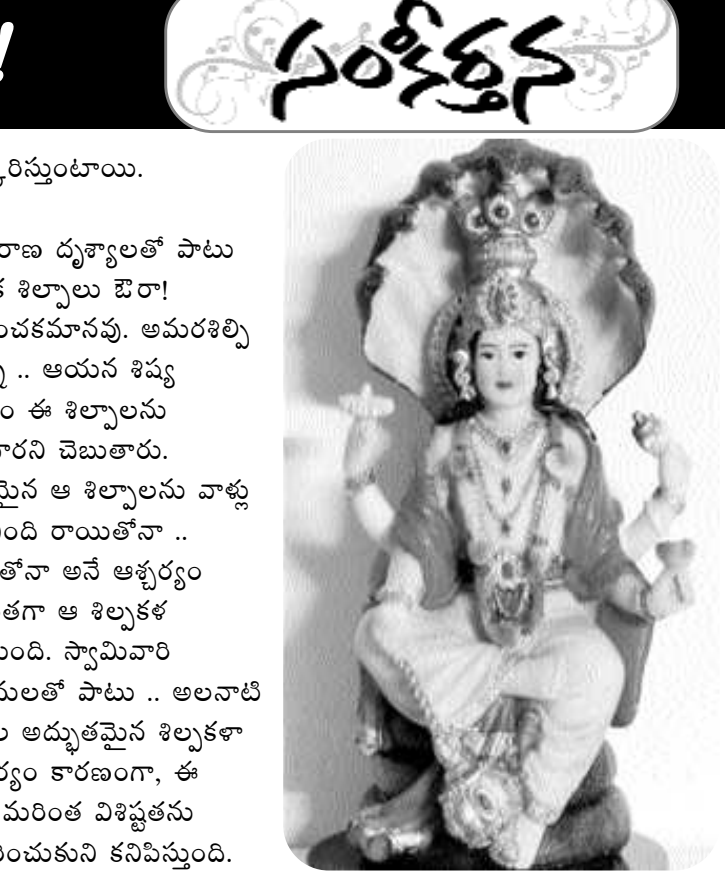 !
సంకీర్తన
రిస్తుంటాయి.
రాణ దృశ్యాలతో పాటు
క శిల్పాలు ఔరా!
ంచకమానవు. అమరశిల్పి
.. ఆయన శిష్య
ం ఈ శిల్పాలను
ారని చెబుతారు.
మైన ఆ శిల్పాలను వాళ్లు
ంది రాయితోనా ..
తోనా అనే ఆశ్చర్యం
తగా ఆ శిల్పకళ
ుంది. స్వామివారి
ములతో పాటు .. అలనాటి
ల అద్భుతమైన శిల్పకళా
ర్యం కారణంగా, ఈ
మరింత విశిష్టతను
రించుకుని కనిపిస్తుంది.